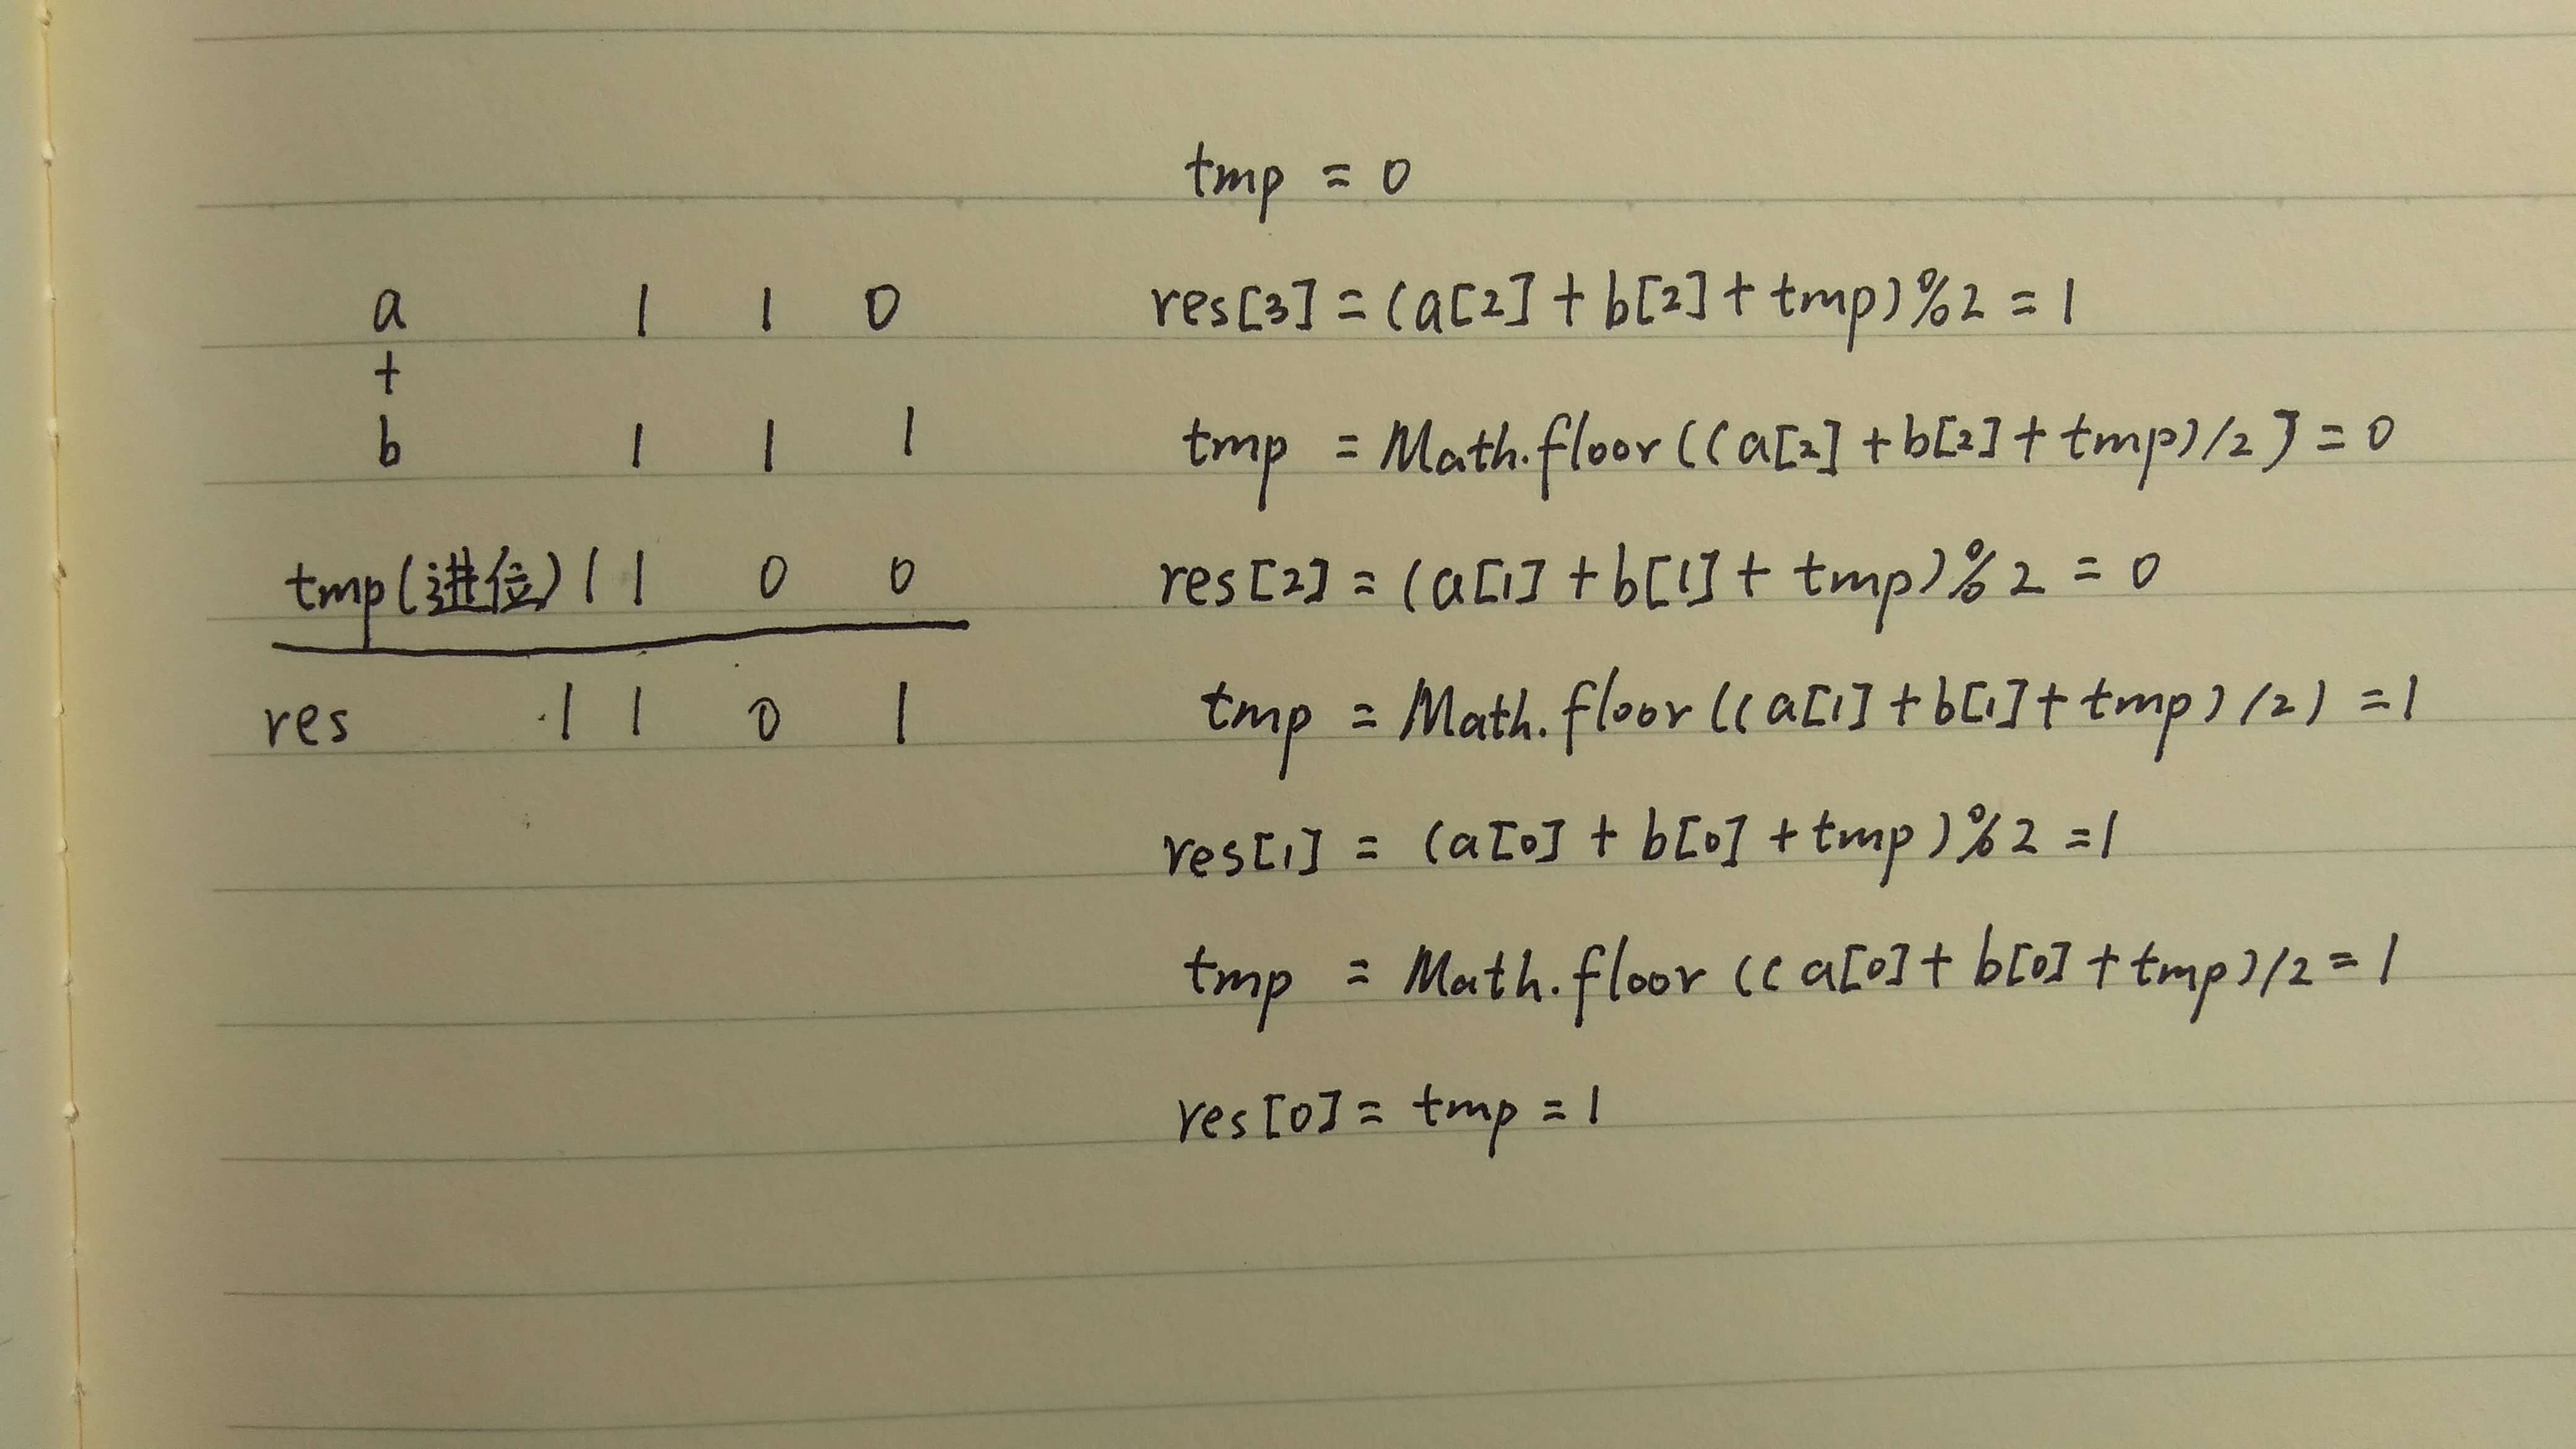 tmp = 0
a 1 1 0
+
b 1 1 1
tmp(进位) 1 1 0 0
res 1 1 0 1
res[3] = (a[2] + b[2] + tmp) % 2 = 1
tmp = Math.floor((a[2] + b[2] + tmp)/2) = 0
res[2] = (a[1] + b[1] + tmp) % 2 = 0
tmp = Math.floor((a[1] + b[1] + tmp)/2) = 1
res[1] = (a[0] + b[0] + tmp) % 2 = 1
tmp = Math.floor((a[0] + b[0] + tmp)/2 = 1
res[0] = tmp = 1